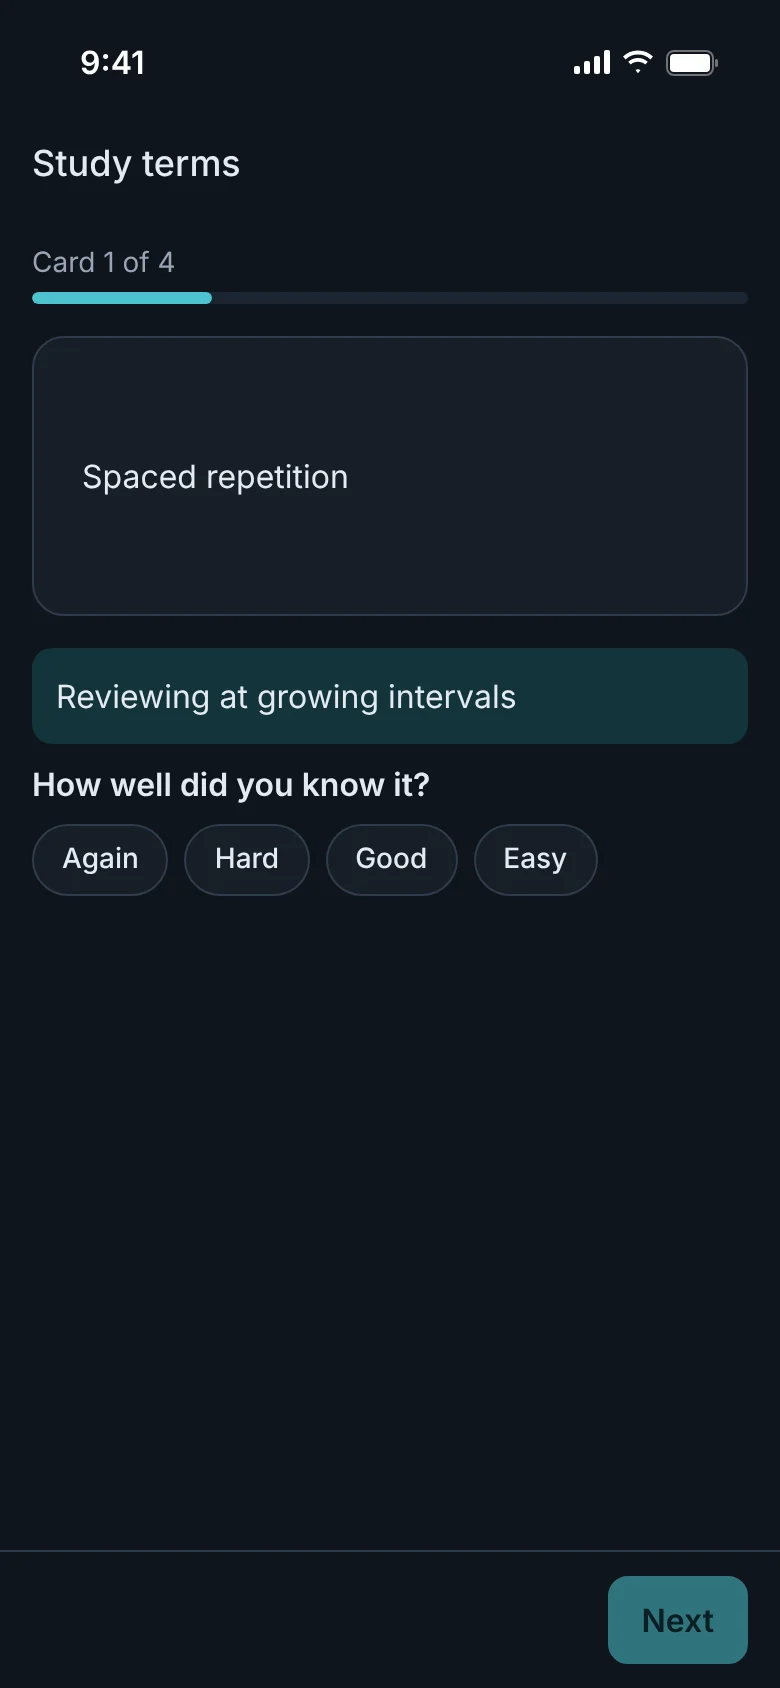 9:41
Study terms
Card 1 of 4
Spaced repetition
Reviewing at growing intervals
How well did you know it?
Again Hard Good Easy
Next